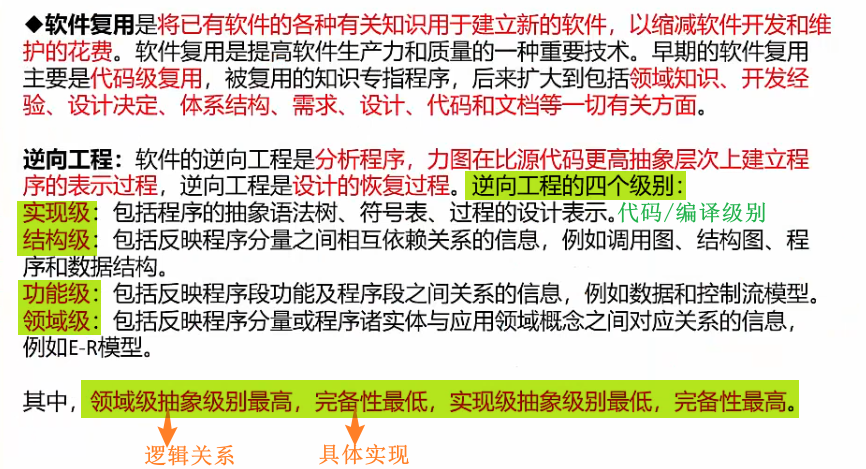 ◆软件复用是将已有软件的各种有关知识用于建立新的软件，以缩减软件开发和维
护的花费。软件复用是提高软件生产力和质量的一种重要技术。早期的软件复用
主要是代码级复用，被复用的知识专指程序，后来扩大到包括领域知识、开发经
验、设计决定、体系结构、需求、设计、代码和文档等一切有关方面。
逆向工程：软件的逆向工程是分析程序，力图在比源代码更高抽象层次上建立程
序的表示过程，逆向工程是设计的恢复过程。逆向工程的四个级别：
实现级：包括程序的抽象语法树、符号表、过程的设计表示。代码/编译级别
结构级：包括反映程序分量之间相互依赖关系的信息，例如调用图、结构图、程
序和数据结构。
功能级：包括反映程序段功能及程序段之间关系的信息，例如数据和控制流模型。
领域级：包括反映程序分量或程序诸实体与应用领域概念之间对应关系的信息，
例如E-R模型。
其中，领域级抽象级别最高，完备性最低，实现级抽象级别最低，完备性最高。
逻辑关系 具体实现